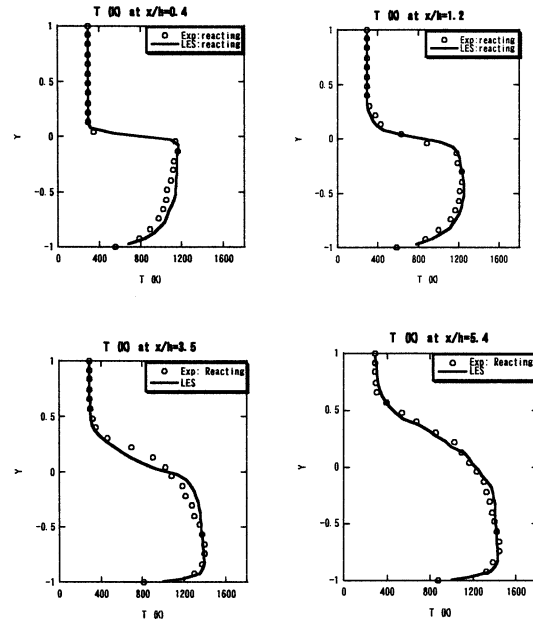 T (K) at x/h=0.4
Exp:reacting
LES:reacting
1
0.5
Y
0
-0.5
-1
0 400 800 1200 1600
T (K)
T (K) at x/h=1.2
Exp:reacting
LES:reacting
1
0.5
Y
0
-0.5
-1
0 400 800 1200 1600
T (K)
T (K) at x/h=3.5
Exp: Reacting
LES
1
0.5
Y
0
-0.5
-1
0 400 800 1200 1600
T (K)
T (K) at x/h=5.4
Exp: Reacting
LES
1
0.5
Y
0
-0.5
-1
0 400 800 1200 1600
T (K)